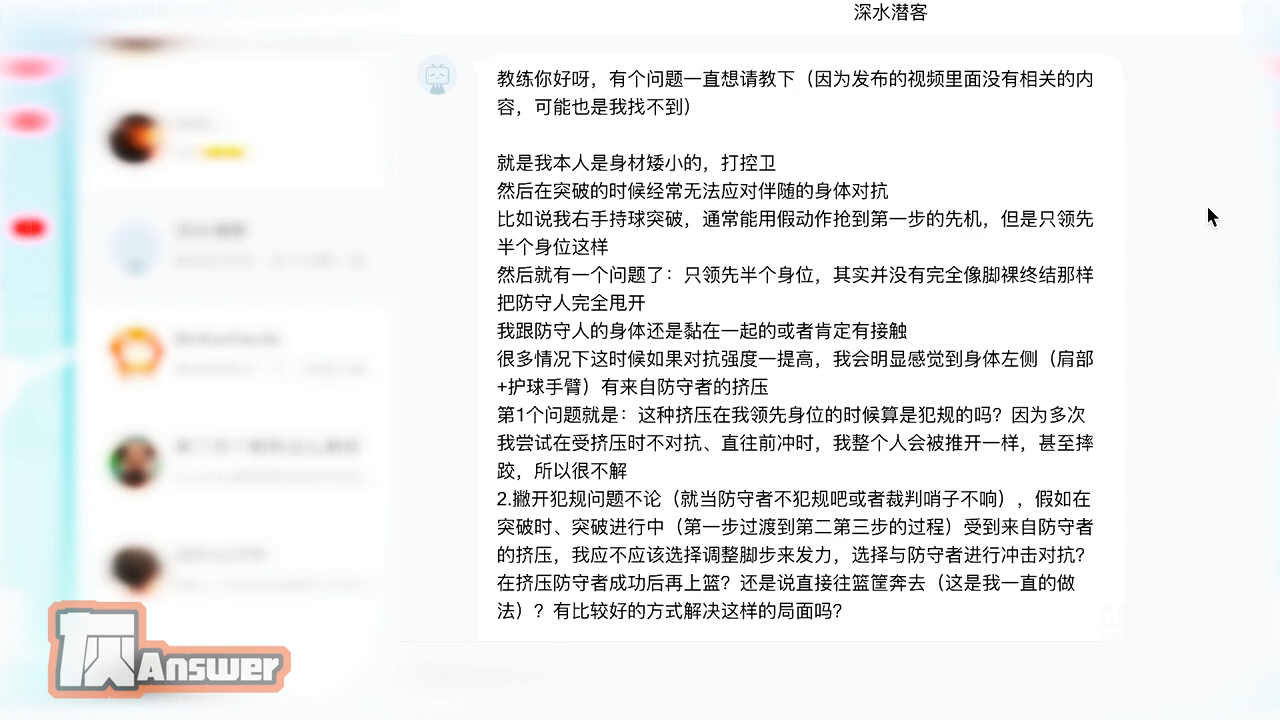 深水潜客
教练你好呀，有个问题一直想请教下（因为发布的视频里面没有相关的内
容，可能也是我找不到）
就是我本人是身材矮小的，打控卫
然后在突破的时候经常无法应对伴随的身体对抗
比如说我右手持球突破，通常能用假动作抢到第一步的先机，但是只领先
半个身位这样
然后就有一个问题了：只领先半个身位，其实并没有完全像脚裸终结那样
把防守人完全甩开
我跟防守人的身体还是黏在一起的或者肯定有接触
很多情况下这时候如果对抗强度一提高，我会明显感觉到身体左侧（肩部
+护球手臂）有来自防守者的挤压
第1个问题就是：这种挤压在我领先身位的时候算是犯规的吗？因为多次
我尝试在受挤压时不对抗、直往前冲时，我整个人会被推开一样，甚至摔
跤，所以很不解
2.撇开犯规问题不论（就当防守者不犯规吧或者裁判哨子不响），假如在
突破时、突破进行中（第一步过渡到第二第三步的过程）受到来自防守者
的挤压，我应不应该选择调整脚步来发力，选择与防守者进行冲击对抗？
在挤压防守者成功后再上篮？还是说直接往篮筐奔去（这是我一直的做
法）？有比较好的方式解决这样的局面吗？
Answer